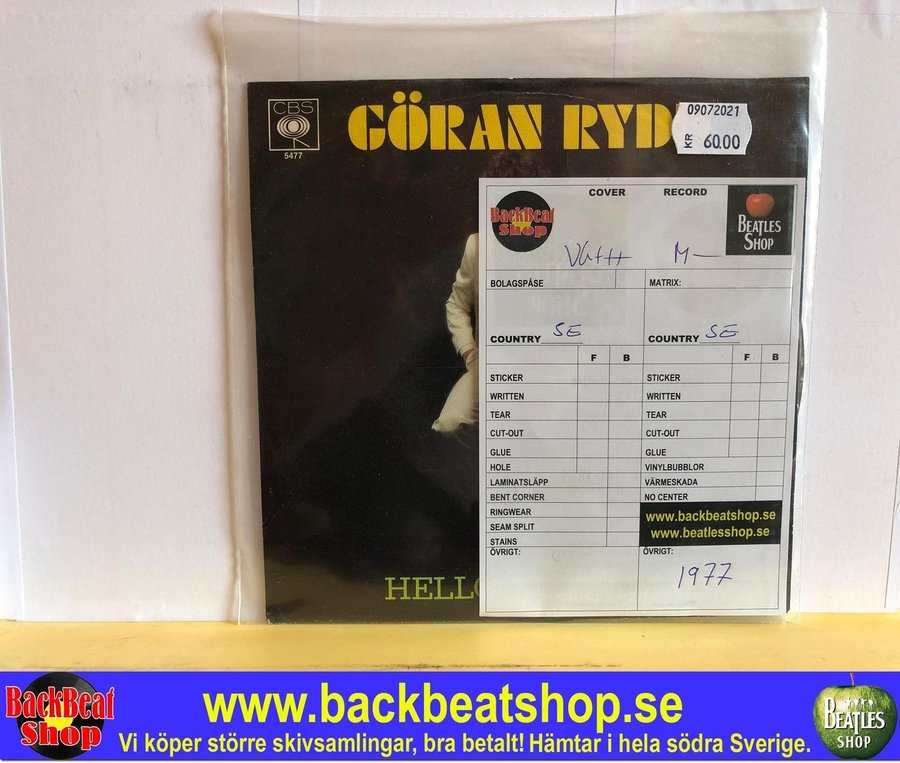 CBS
5477
GÖRAN RYD
09072021
KR 60.00
COVER RECORD
BackBeat
Shop
BEATLES
SHOP
VG+++ M-
BOLAGSPÅSE MATRIX:
COUNTRY SE COUNTRY SE
F B F B
STICKER STICKER
WRITTEN WRITTEN
TEAR TEAR
CUT-OUT CUT-OUT
GLUE GLUE
HOLE VINYLBUBBLOR
LAMINATSLÄPP VÄRMESKADA
BENT CORNER NO CENTER
RINGWEAR
SEAM SPLIT
STAINS
www.backbeatshop.se
www.beatlesshop.se
ÖVRIGT: ÖVRIGT:
1977
HELLO
BackBeat
Shop
www.backbeatshop.se
Vi köper större skivsamlingar, bra betalt! Hämtar i hela södra Sverige.
BEATLES
SHOP